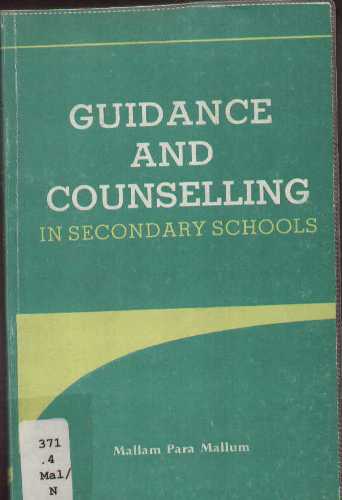 GUIDANCE
AND
COUNSELLING
IN SECONDARY SCHOOLS
Mallam Para Mallum
371
.4
Mal/
N